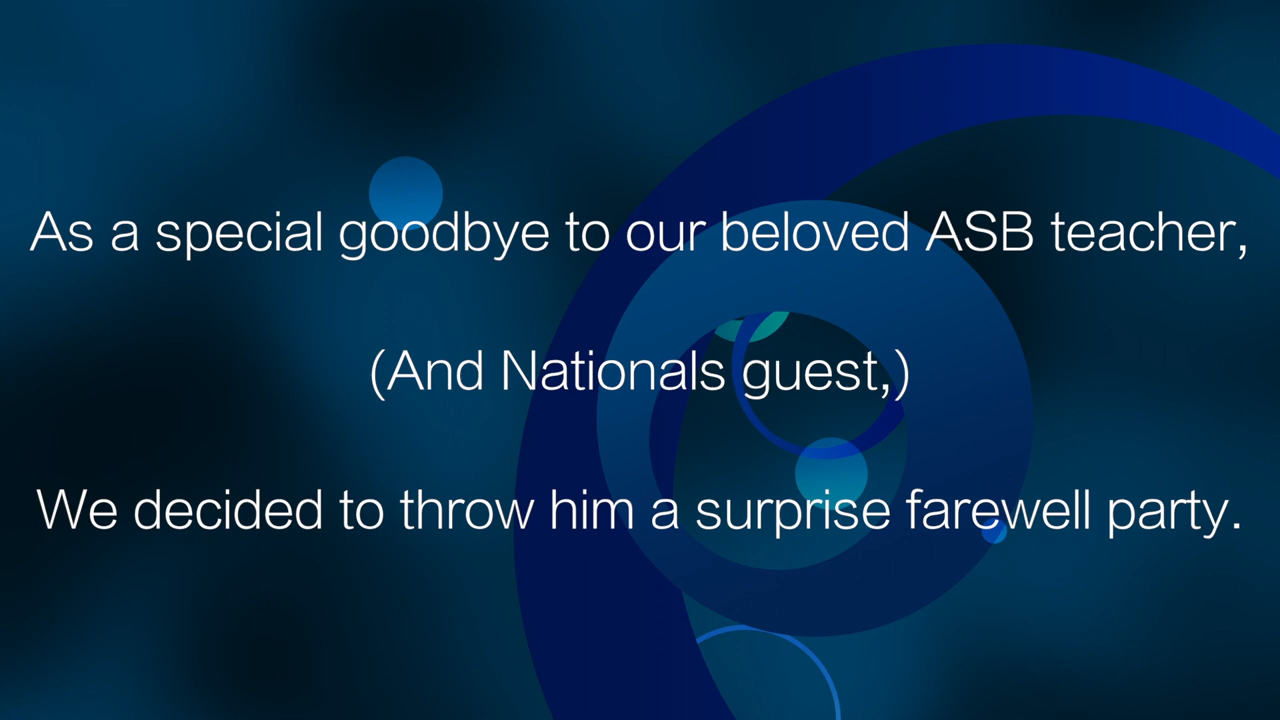 As a special goodbye to our beloved ASB teacher,
(And Nationals guest,)
We decided to throw him a surprise farewell party.